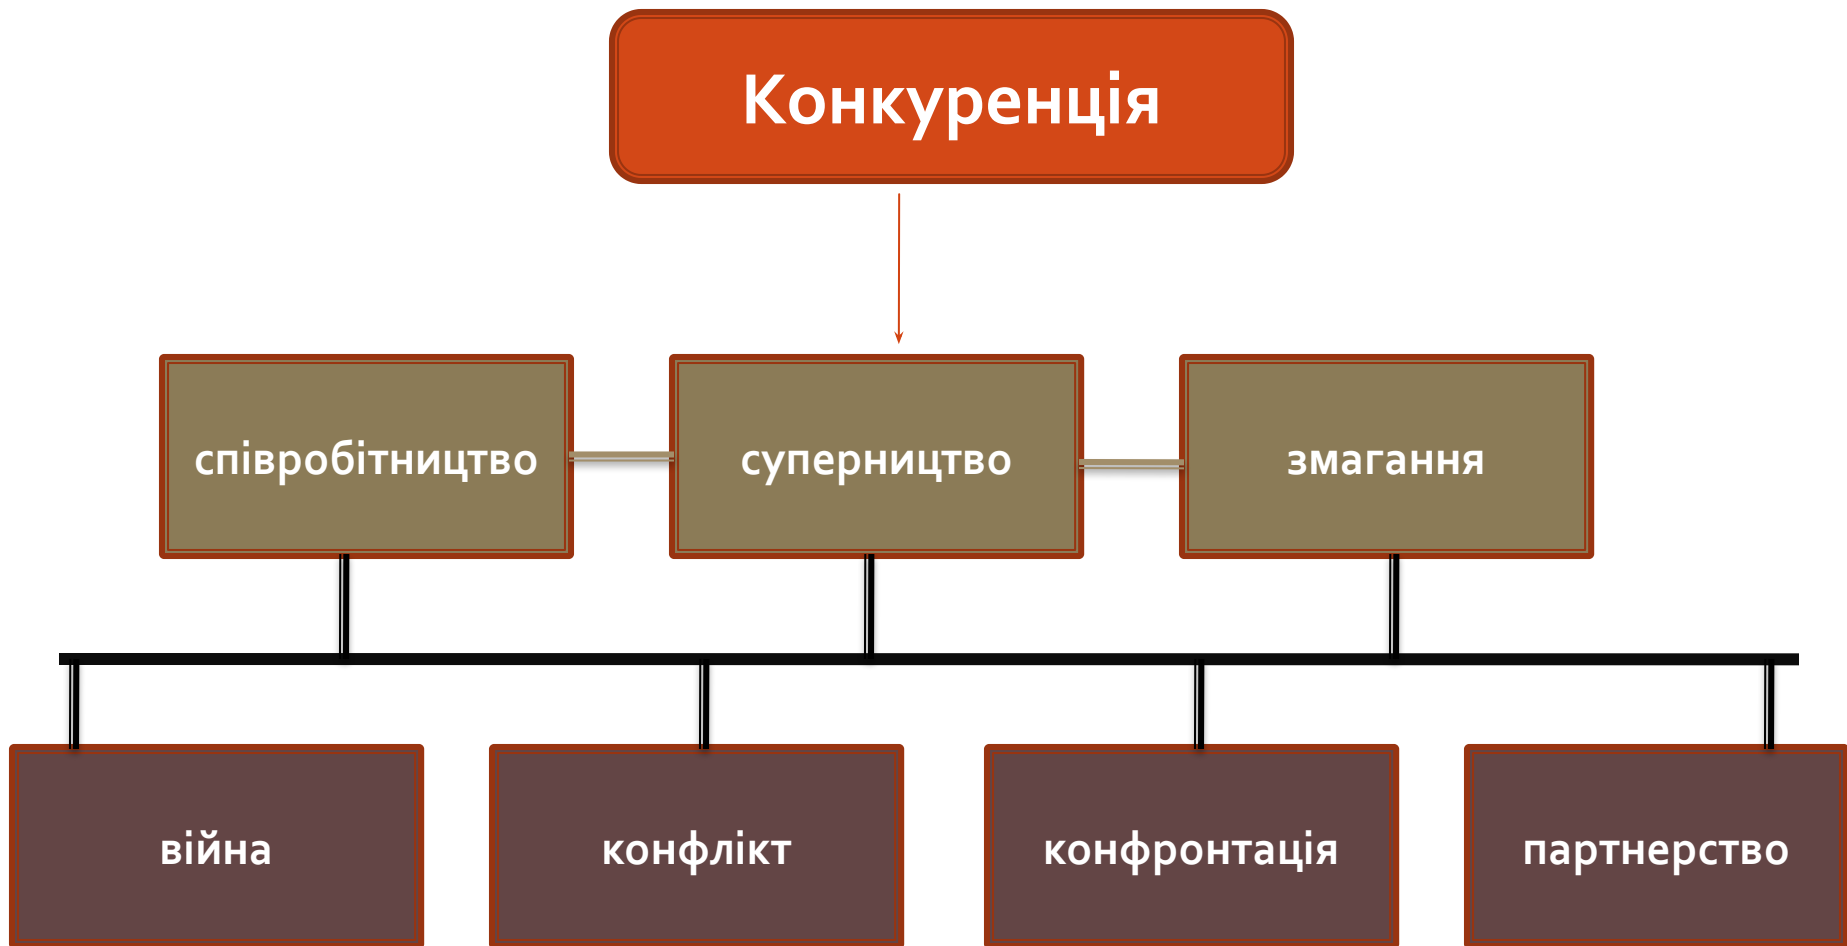 Конкуренція
співробітництво
суперництво
змагання
війна
конфлікт
конфронтація
партнерство